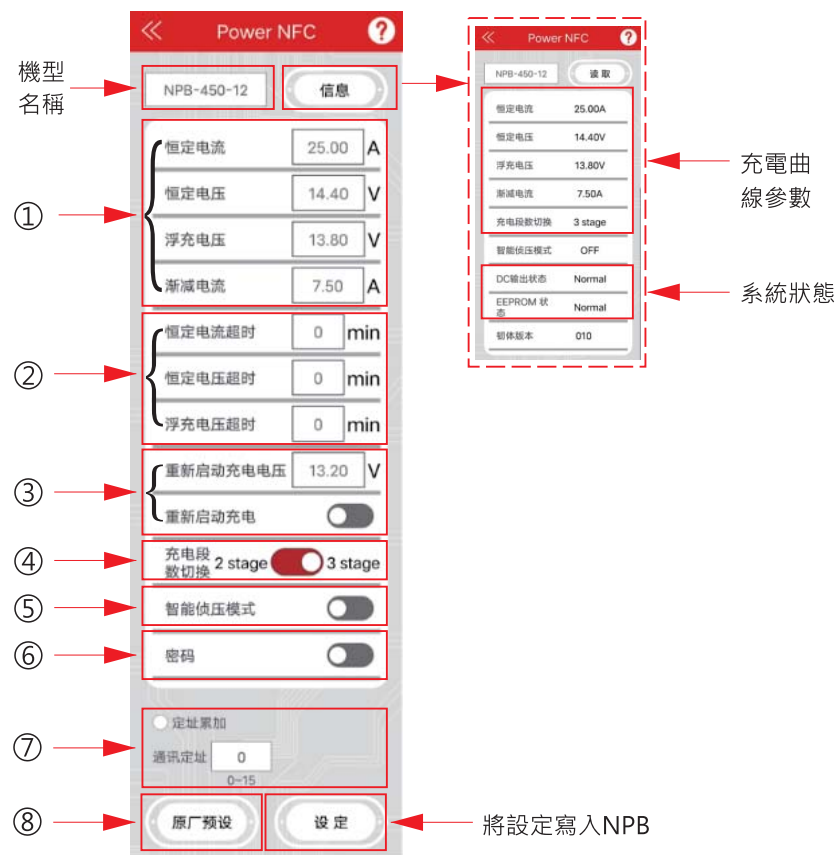 Power NFC
?
機型
名稱
NPB-450-12
信息
①
恒定电流 25.00 A
恒定电压 14.40 V
浮充电压 13.80 V
渐减电流 7.50 A
②
恒定电流超时 0 min
恒定电压超时 0 min
浮充电压超时 0 min
③
重新启动充电电压 13.20 V
重新启动充电
④
充电段
数切换 2 stage 3 stage
⑤
智能侦压模式
⑥
密码
⑦
定址累加
通讯定址 0
0~15
⑧
原厂预设
设 定
將設定寫入NPB
Power NFC
?
NPB-450-12
读 取
恒定电流 25.00A
恒定电压 14.40V
浮充电压 13.80V
渐减电流 7.50A
充电段数切换 3 stage
智能侦压模式 OFF
DC输出状态 Normal
EEPROM 状
态 Normal
韧体版本 010
充電曲
線參數
系統狀態